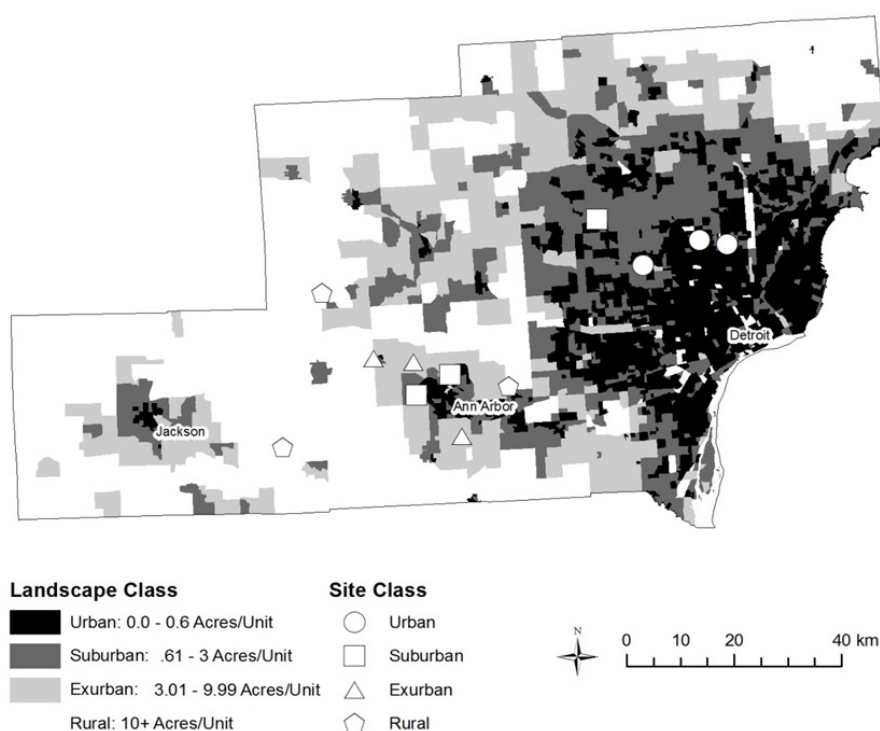 Detroit
Ann Arbor
Jackson
Landscape Class
Urban: 0.0 - 0.6 Acres/Unit
Suburban: .61 - 3 Acres/Unit
Exurban: 3.01 - 9.99 Acres/Unit
Rural: 10+ Acres/Unit
Site Class
Urban
Suburban
Exurban
Rural
N
0 10 20 40 km